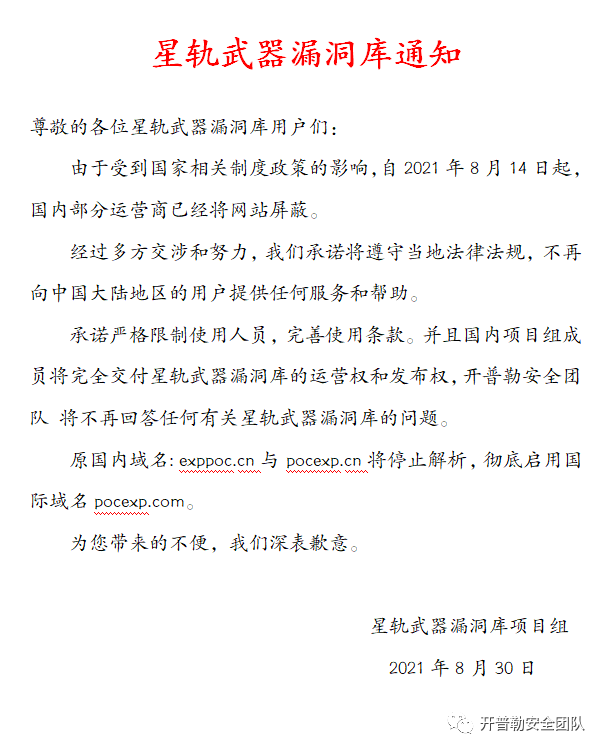 星轨武器漏洞库通知
尊敬的各位星轨武器漏洞库用户们：
由于受到国家相关制度政策的影响，自 2021 年 8 月 14 日起，
国内部分运营商已经将网站屏蔽。
经过多方交涉和努力，我们承诺将遵守当地法律法规，不再
向中国大陆地区的用户提供任何服务和帮助。
承诺严格限制使用人员，完善使用条款。并且国内项目组成
员将完全交付星轨武器漏洞库的运营权和发布权，开普勒安全团
队 将不再回答任何有关星轨武器漏洞库的问题。
原国内域名: exppoc.cn 与 pocexp.cn 将停止解析，彻底启用国
际域名 pocexp.com。
为您带来的不便，我们深表歉意。
星轨武器漏洞库项目组
2021 年 8 月 30 日
开普勒安全团队